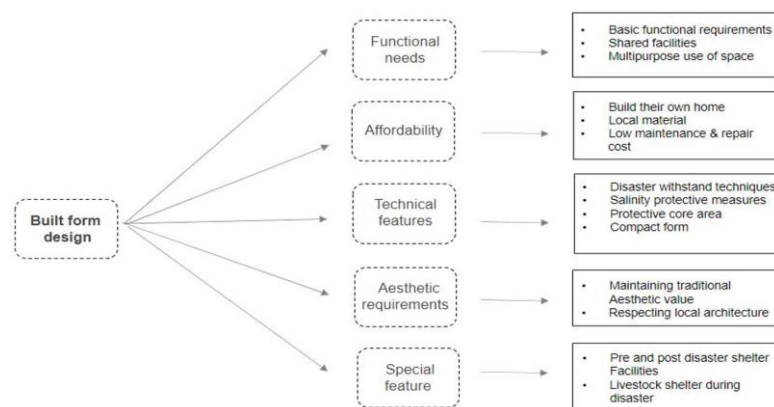 Built form
design
Functional
needs
• Basic functional requirements
• Shared facilities
• Multipurpose use of space
Affordability
• Build their own home
• Local material
• Low maintenance & repair
cost
Technical
features
• Disaster withstand techniques
• Salinity protective measures
• Protective core area
• Compact form
Aesthetic
requirements
• Maintaining traditional
Aesthetic value
• Respecting local architecture
Special
feature
• Pre and post disaster shelter
Facilities
• Livestock shelter during
disaster